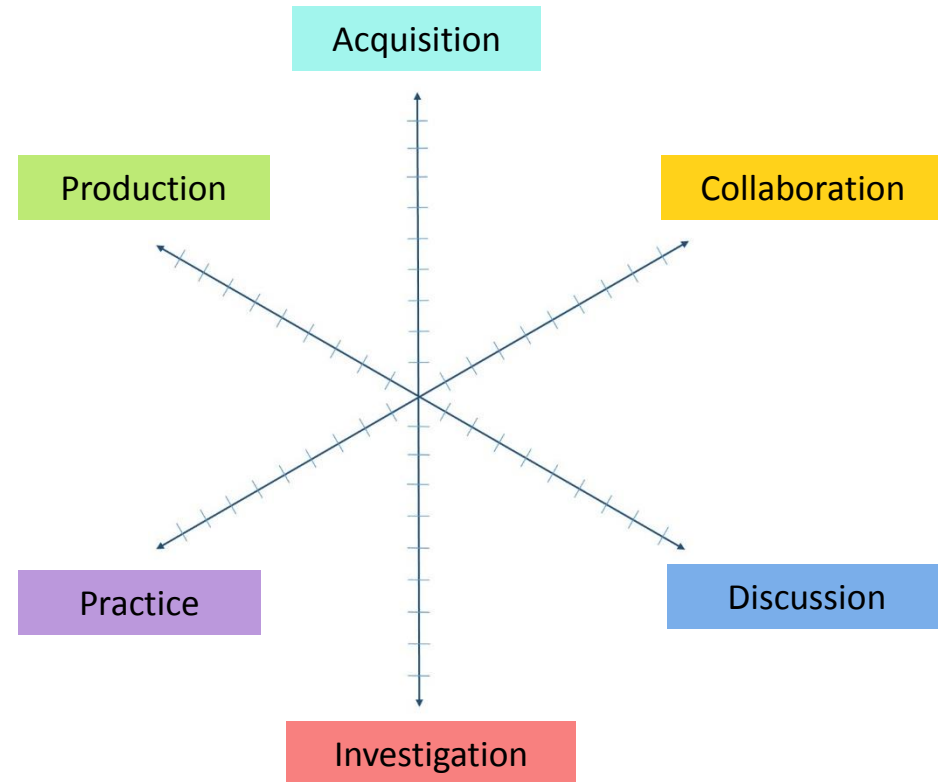 Acquisition
Production
Collaboration
Practice
Discussion
Investigation